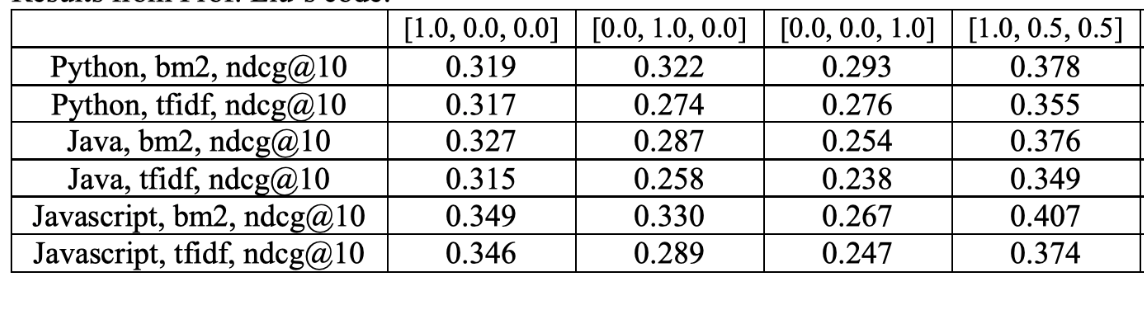 [1.0, 0.0, 0.0] [0.0, 1.0, 0.0] [0.0, 0.0, 1.0] [1.0, 0.5, 0.5]
Python, bm2, ndcg@10 0.319 0.322 0.293 0.378
Python, tfidf, ndcg@10 0.317 0.274 0.276 0.355
Java, bm2, ndcg@10 0.327 0.287 0.254 0.376
Java, tfidf, ndcg@10 0.315 0.258 0.238 0.349
Javascript, bm2, ndcg@10 0.349 0.330 0.267 0.407
Javascript, tfidf, ndcg@10 0.346 0.289 0.247 0.374